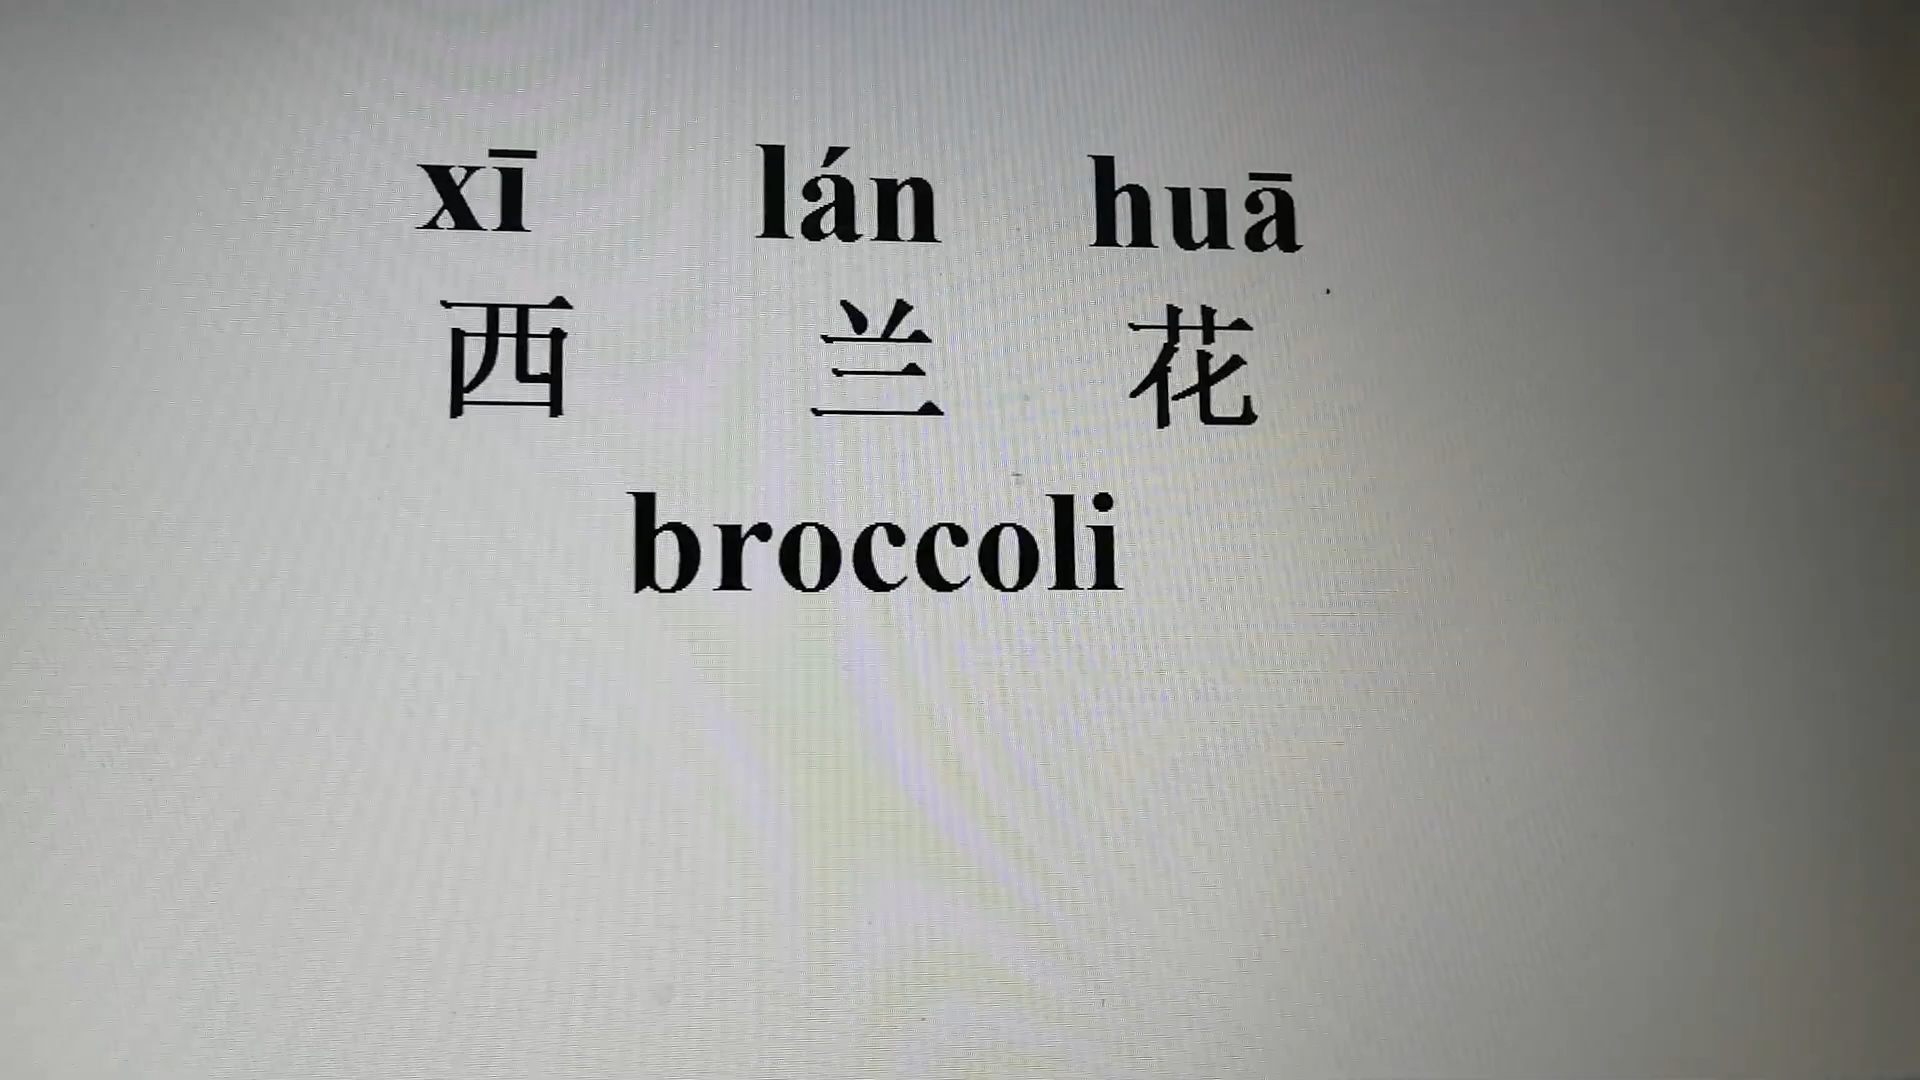 xī lán huā
西 兰 花
broccoli